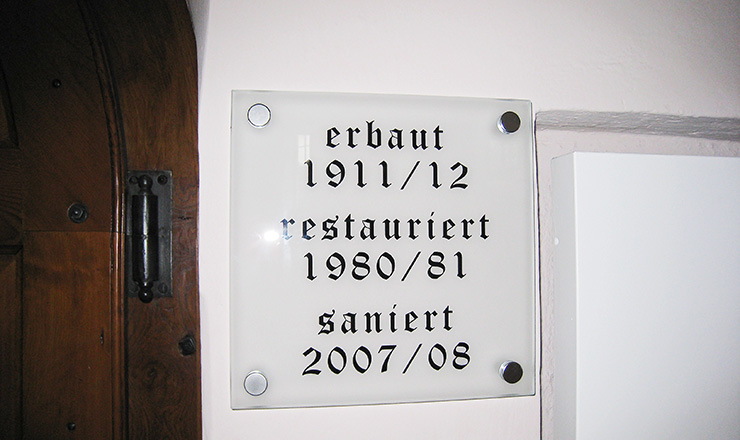 erbaut
1911/12
restauriert
1980/81
saniert
2007/08